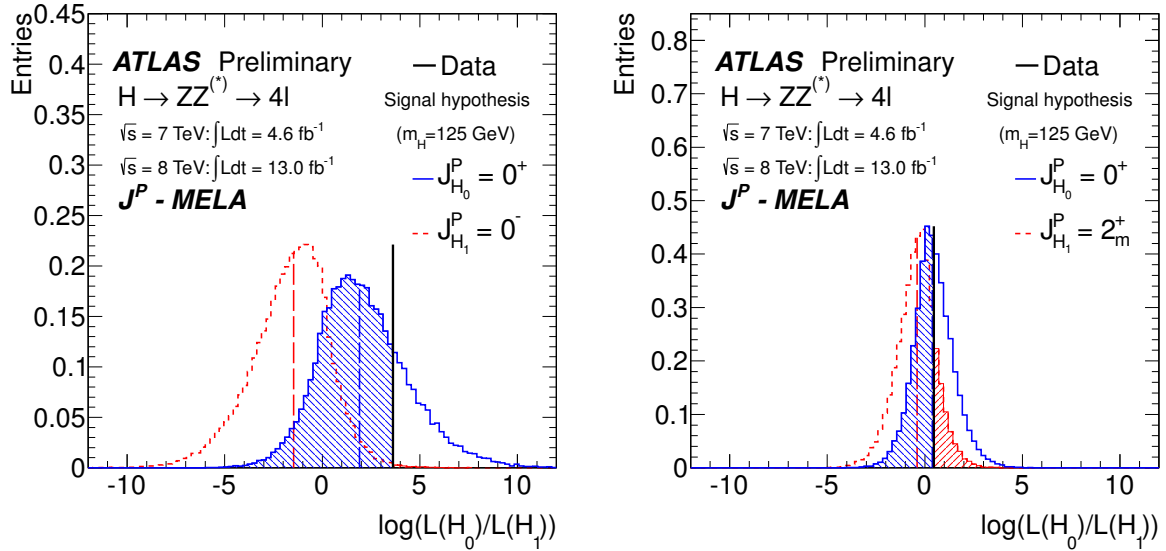 Entries
0.45
0.4
0.35
0.3
0.25
0.2
0.15
0.1
0.05
0
ATLAS Preliminary
H → ZZ(*) → 4l
√s = 7 TeV: ∫Ldt = 4.6 fb-1
√s = 8 TeV: ∫Ldt = 13.0 fb-1
JP - MELA
Data
Signal hypothesis
(mH=125 GeV)
JPH0 = 0+
JPH1 = 0-
-10 -5 0 5 10
log(L(H0)/L(H1))
Entries
0.8
0.7
0.6
0.5
0.4
0.3
0.2
0.1
0
ATLAS Preliminary
H → ZZ(*) → 4l
√s = 7 TeV: ∫Ldt = 4.6 fb-1
√s = 8 TeV: ∫Ldt = 13.0 fb-1
JP - MELA
Data
Signal hypothesis
(mH=125 GeV)
JPH0 = 0+
JPH1 = 2+m
-10 -5 0 5 10
log(L(H0)/L(H1))